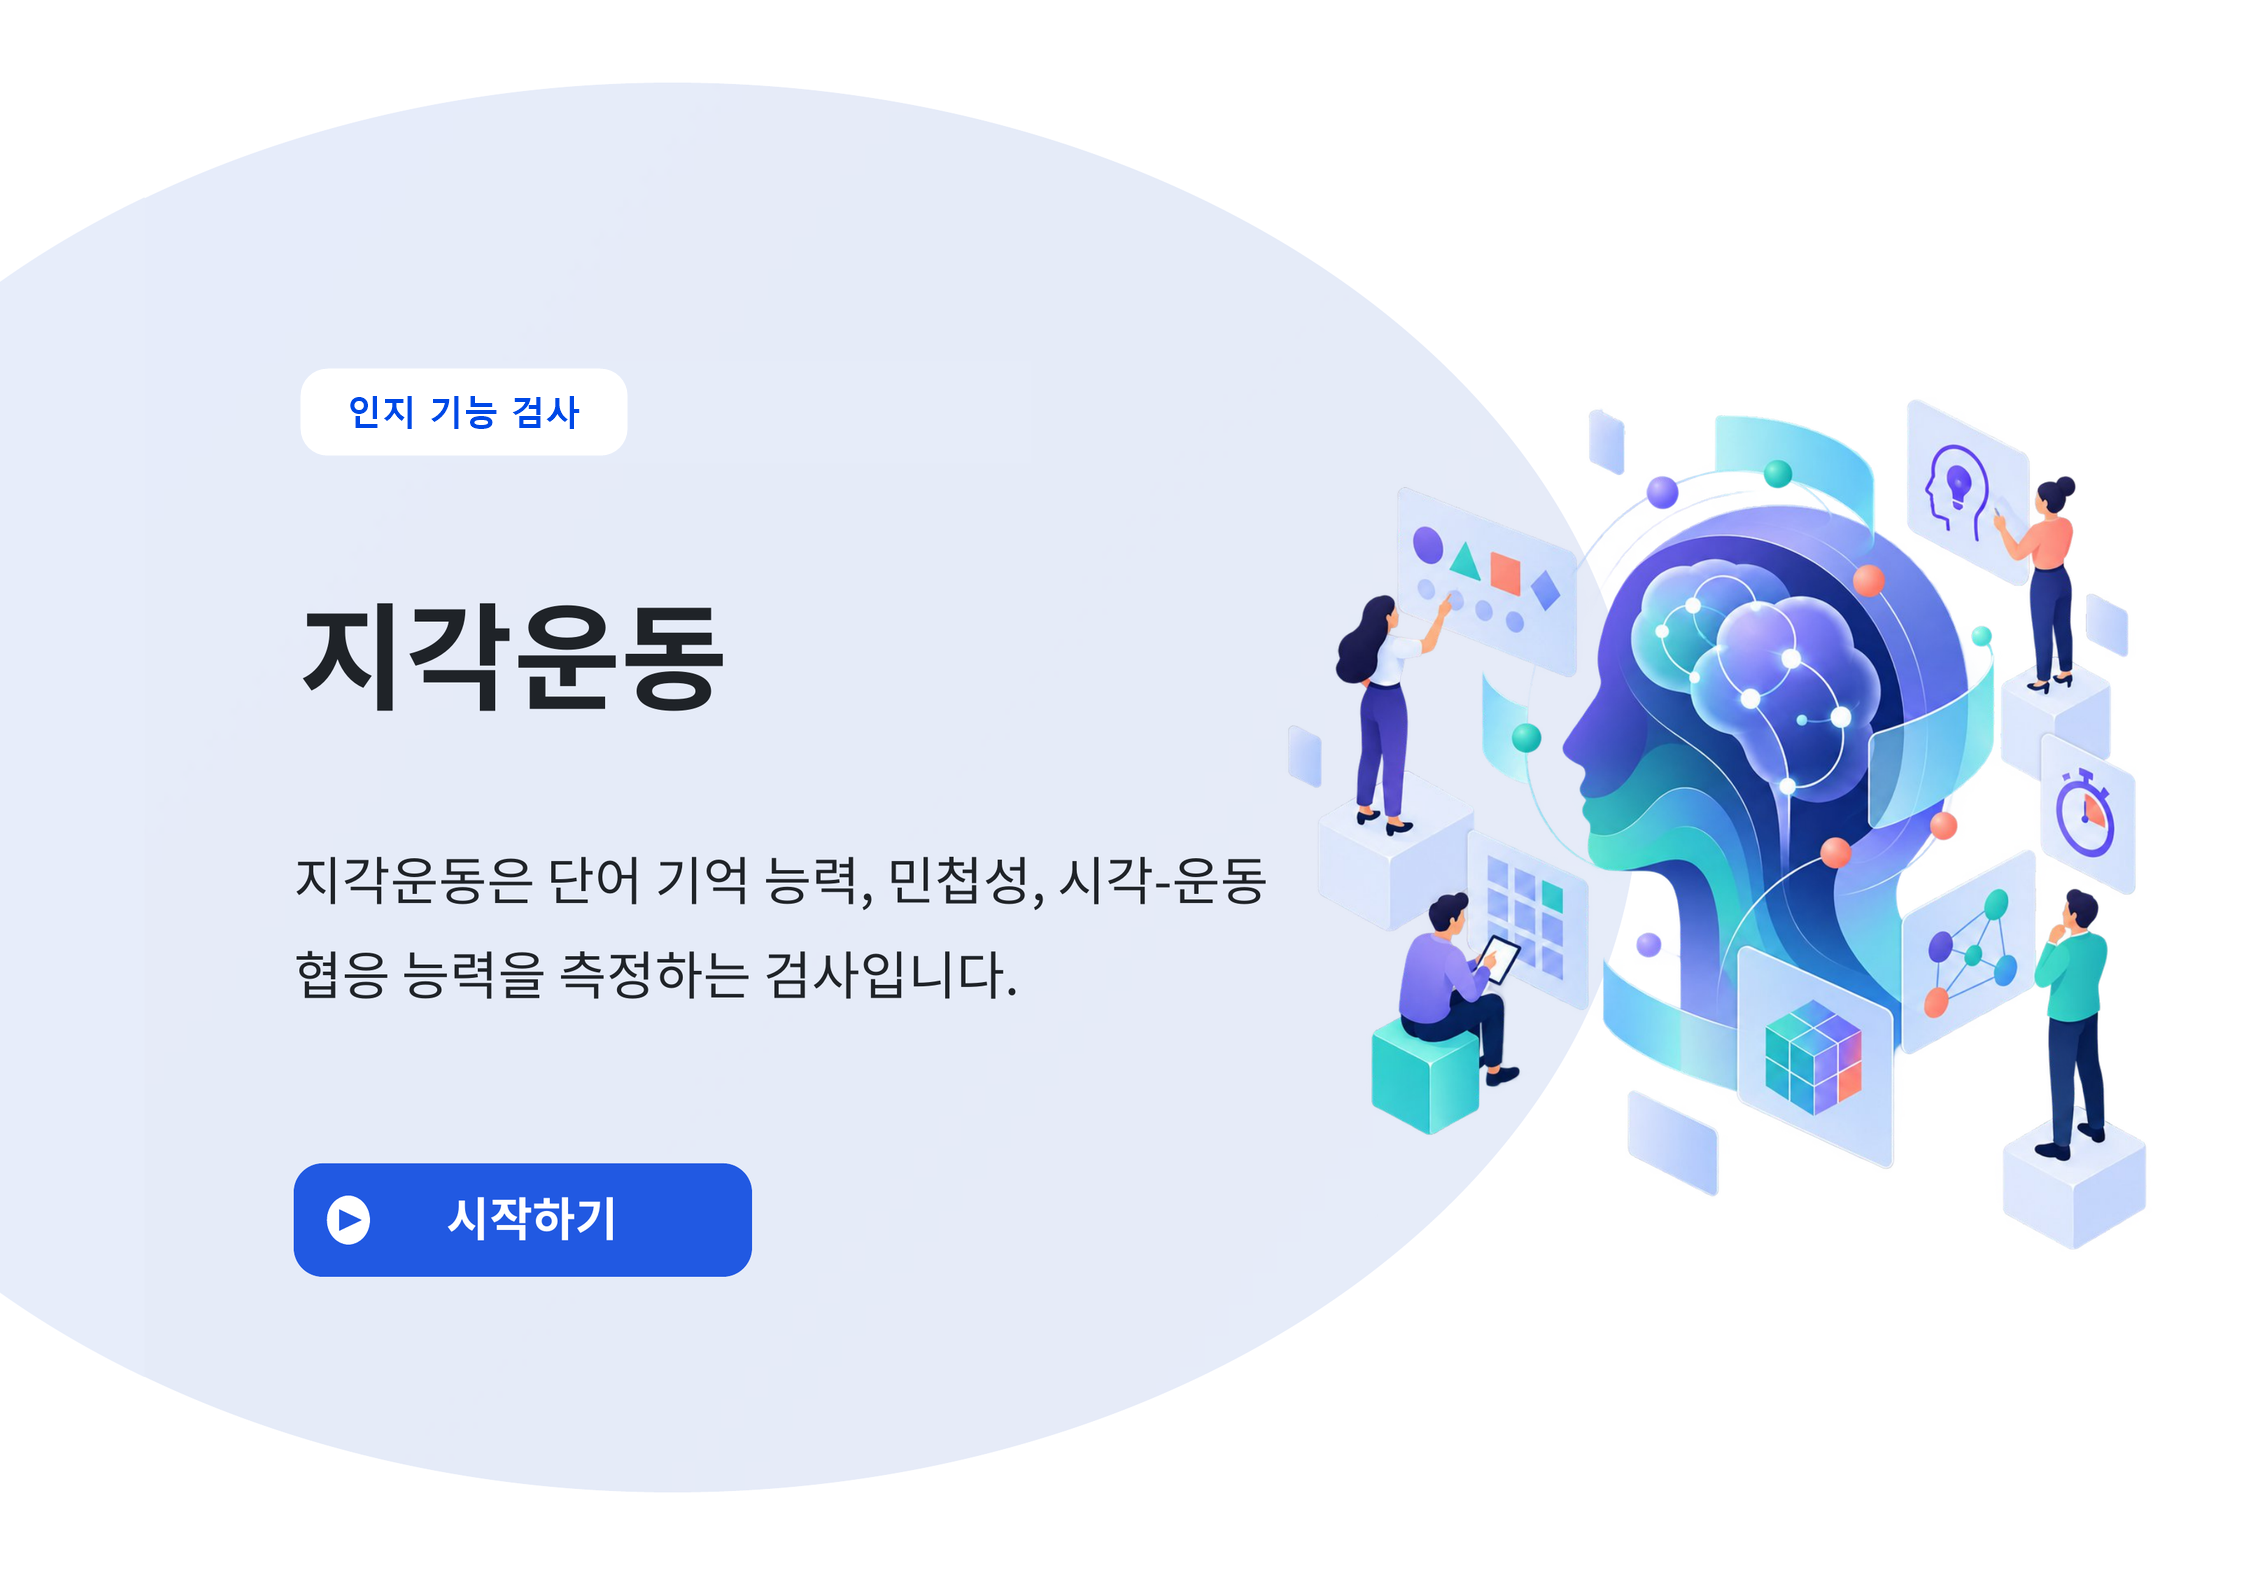 인지 기능 검사
지각운동
지각운동은 단어 기억 능력, 민첩성, 시각-운동
협응 능력을 측정하는 검사입니다.
시작하기